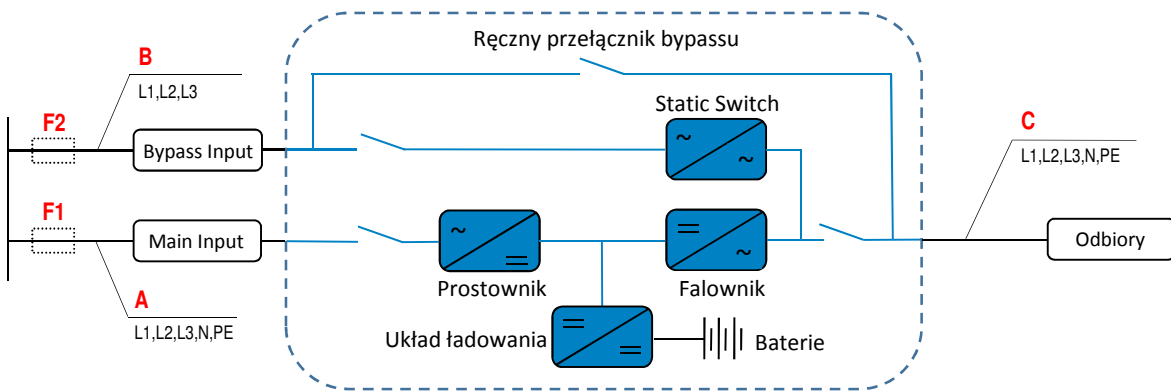 Ręczny przełącznik bypassu
B
L1,L2,L3
F2
Bypass Input
Static Switch
C
L1,L2,L3,N,PE
F1
Main Input
Odbiory
Prostownik
Falownik
A
L1,L2,L3,N,PE
Układ ładowania
Baterie